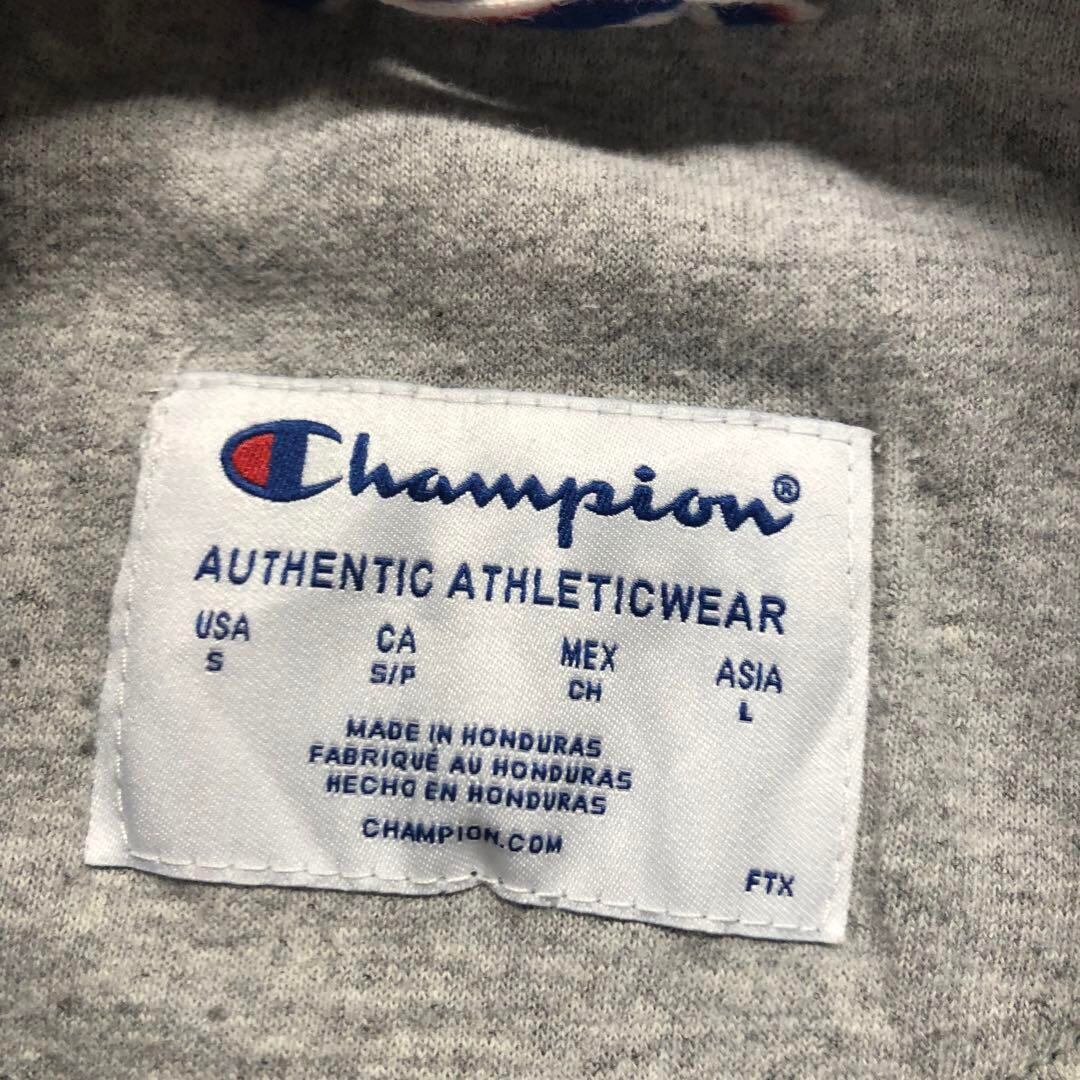 Champion®
AUTHENTIC ATHLETICWEAR
USA CA MEX ASIA
S S/P CH L
MADE IN HONDURAS
FABRIQUÉ AU HONDURAS
HECHO EN HONDURAS
CHAMPION.COM
FTX